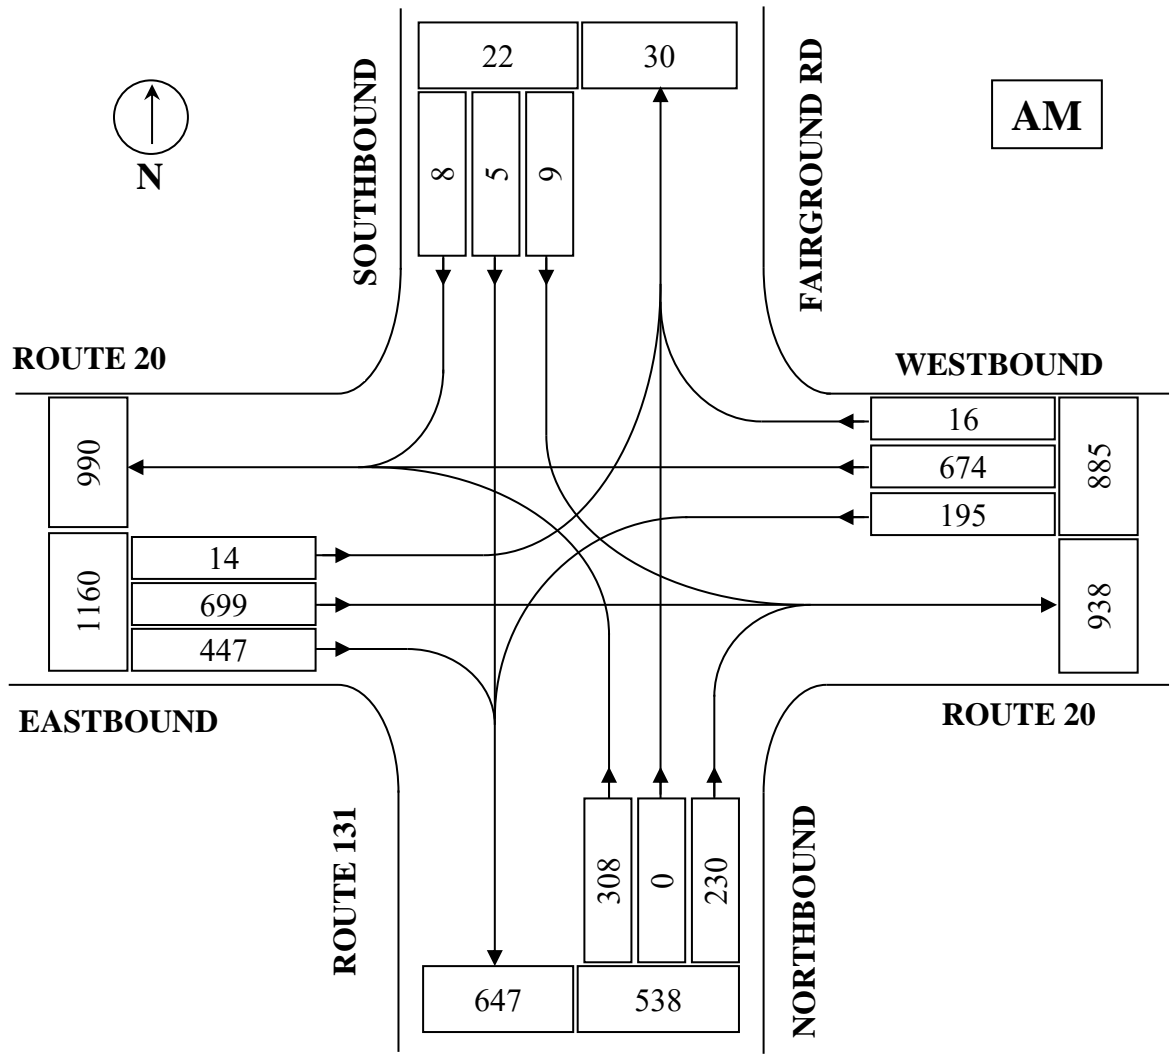 22
30
AM
N
SOUTHBOUND
FAIRGROUND RD
8
5
9
ROUTE 20
WESTBOUND
990
16
674
195
885
1160
14
699
447
938
EASTBOUND
ROUTE 20
ROUTE 131
308
0
230
NORTHBOUND
647
538